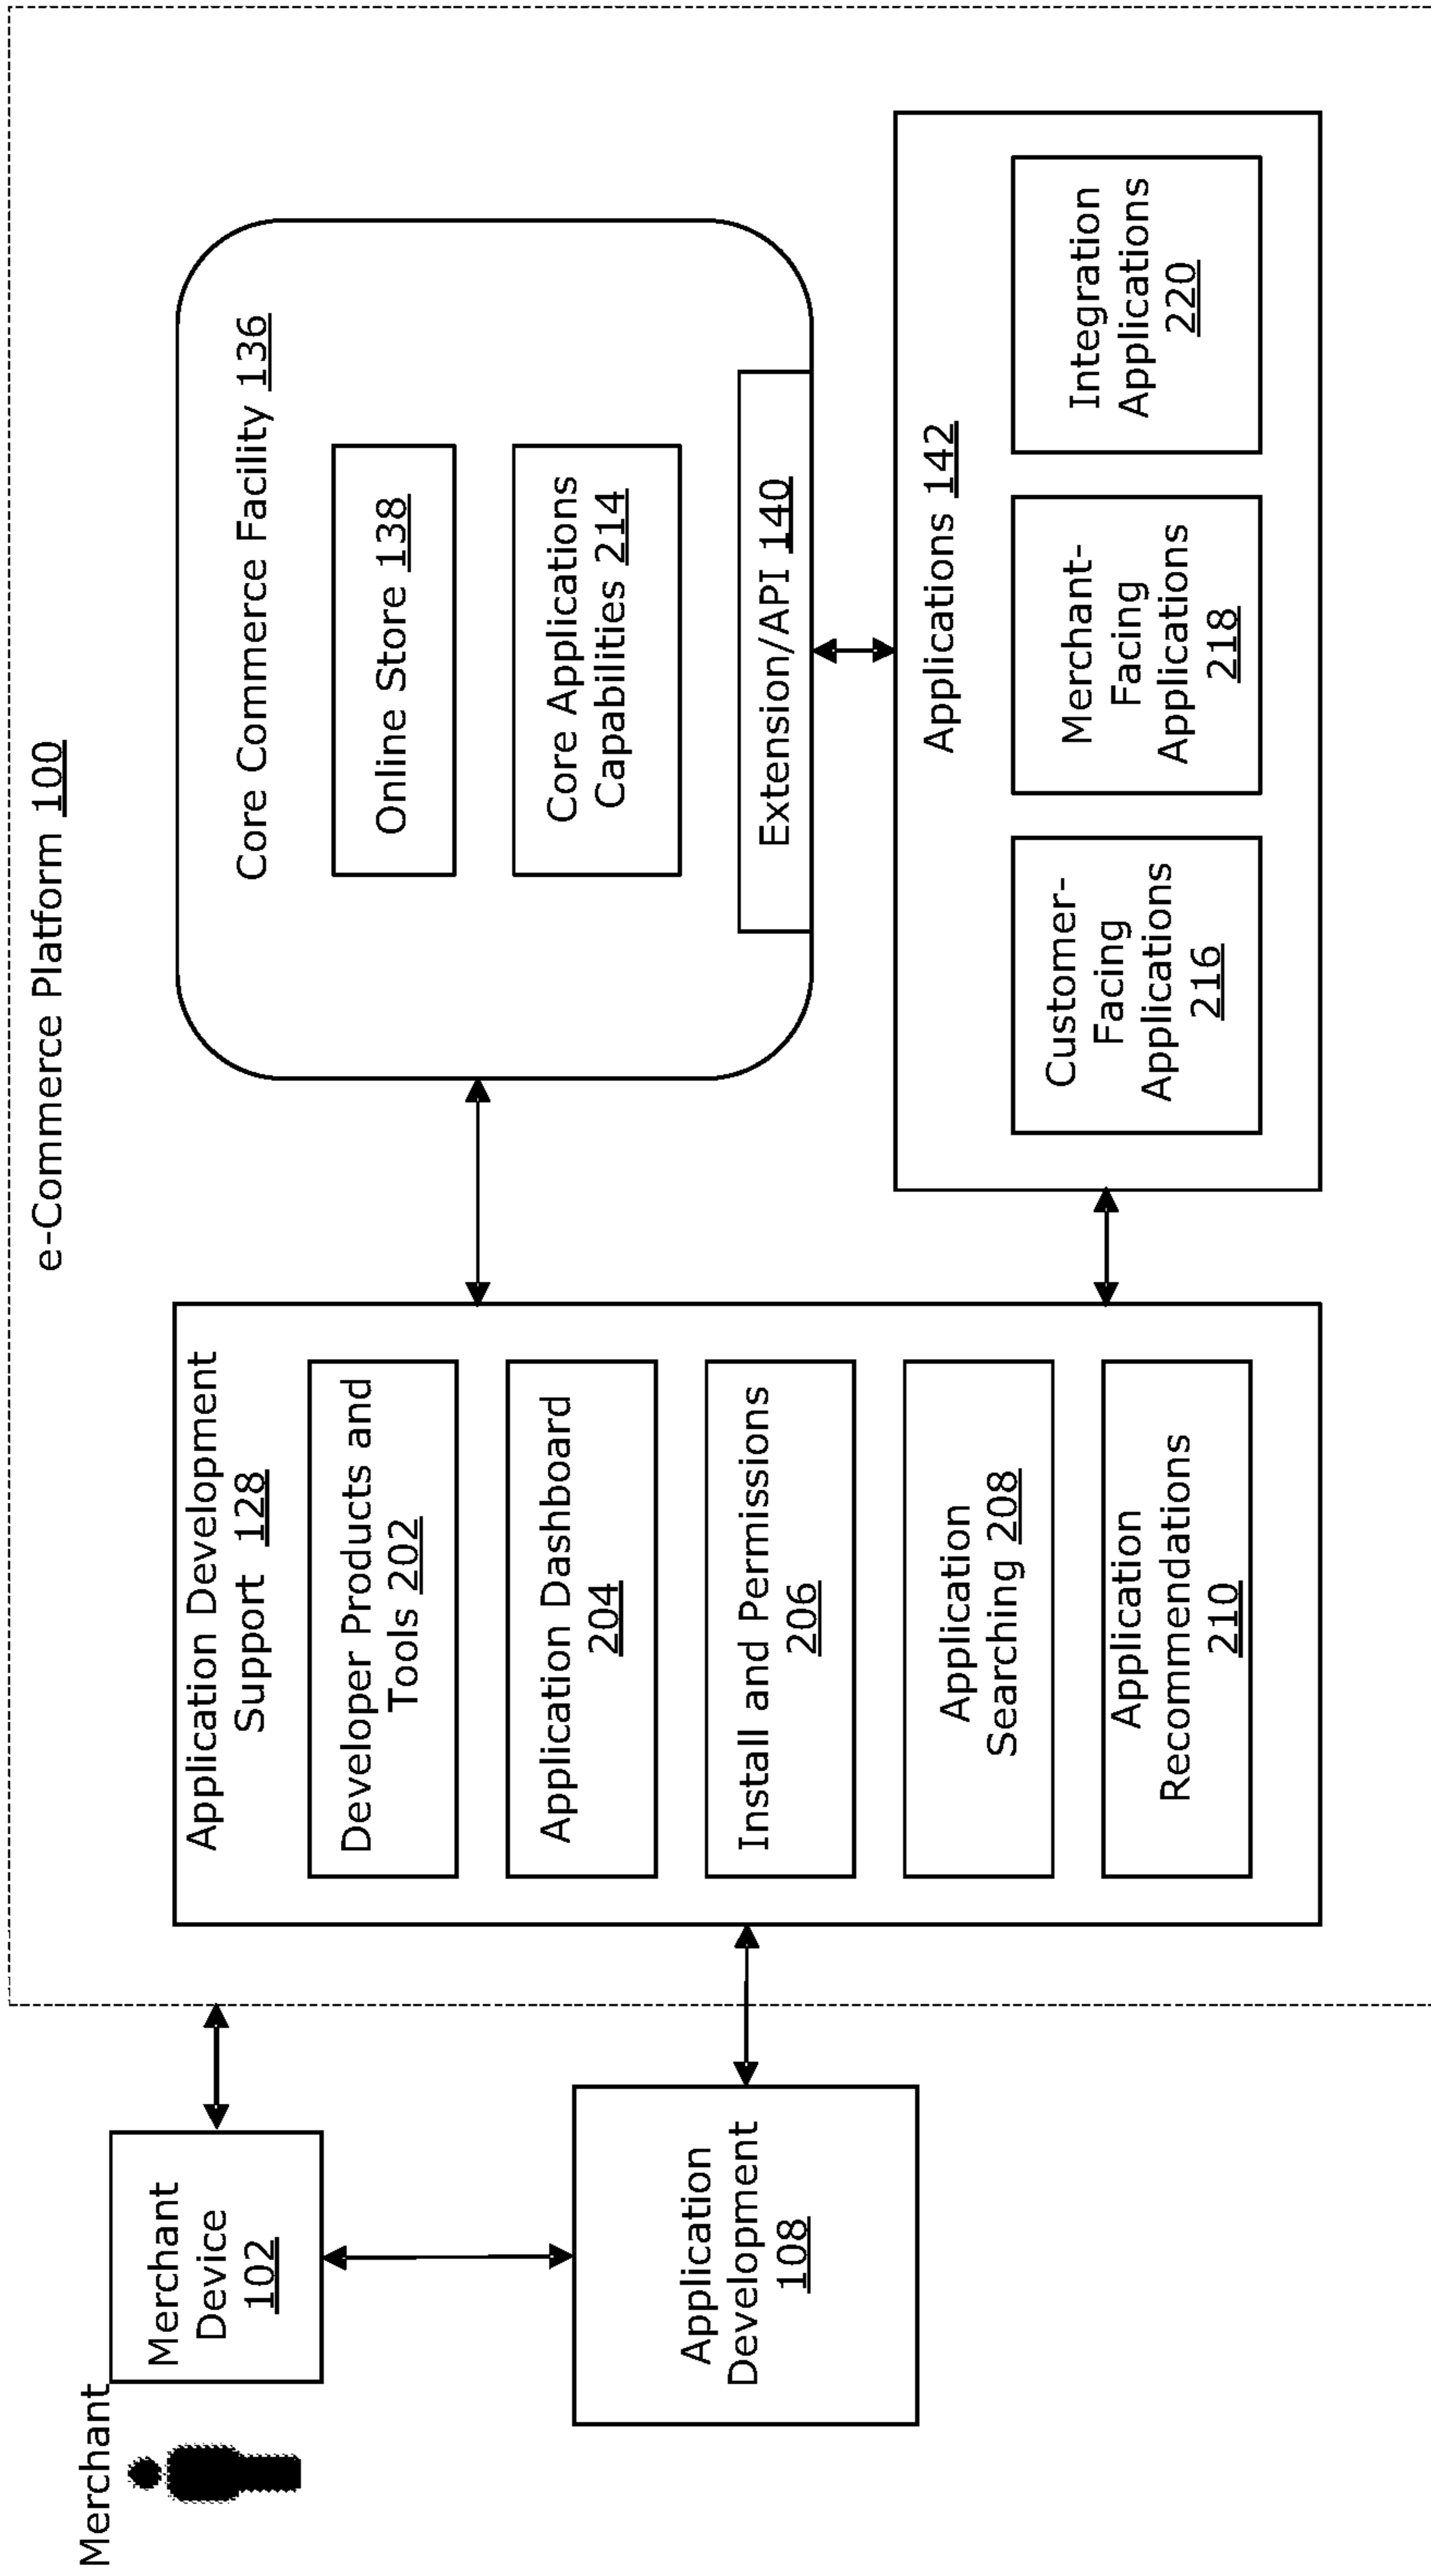 e-Commerce Platform 100
Merchant
Merchant
Device
102
Application
Development
108
Application Development
Support 128
Developer Products and
Tools 202
Application Dashboard
204
Install and Permissions
206
Application
Searching 208
Application
Recommendations
210
Core Commerce Facility 136
Online Store 138
Core Applications
Capabilities 214
Extension/API 140
Applications 142
Customer-
Facing
Applications
216
Merchant-
Facing
Applications
218
Integration
Applications
220